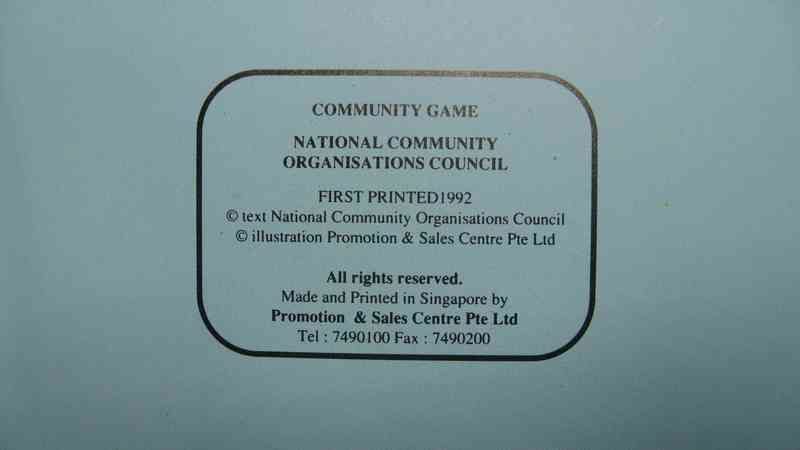 COMMUNITY GAME
NATIONAL COMMUNITY
ORGANISATIONS COUNCIL
FIRST PRINTED1992
© text National Community Organisations Council
© illustration Promotion & Sales Centre Pte Ltd
All rights reserved.
Made and Printed in Singapore by
Promotion & Sales Centre Pte Ltd
Tel : 7490100 Fax : 7490200